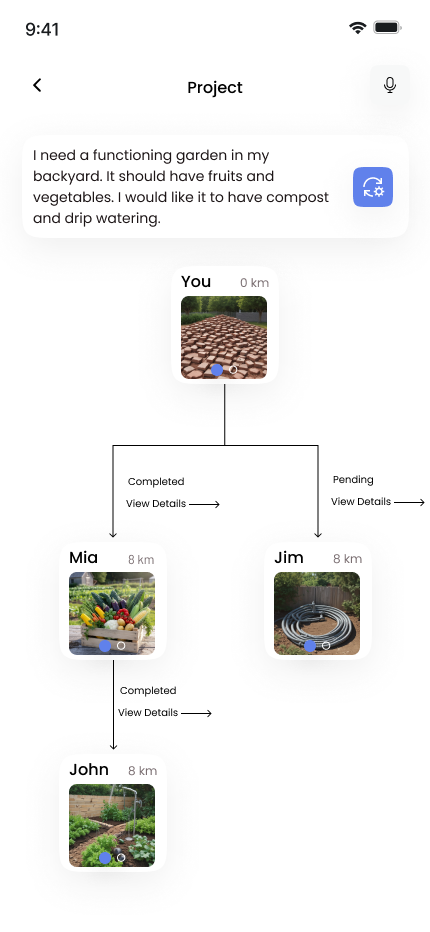 9:41
Project
I need a functioning garden in my
backyard. It should have fruits and
vegetables. I would like it to have compost
and drip watering.
You 0 km
Completed
View Details
Pending
View Details
Mia 8 km
Jim 8 km
Completed
View Details
John 8 km